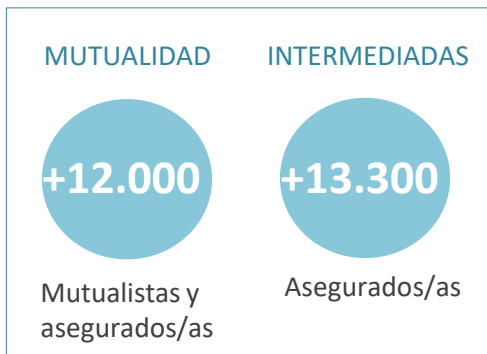 MUTUALIDAD
+12.000
Mutualistas y
asegurados/as
INTERMEDIADAS
+13.300
Asegurados/as